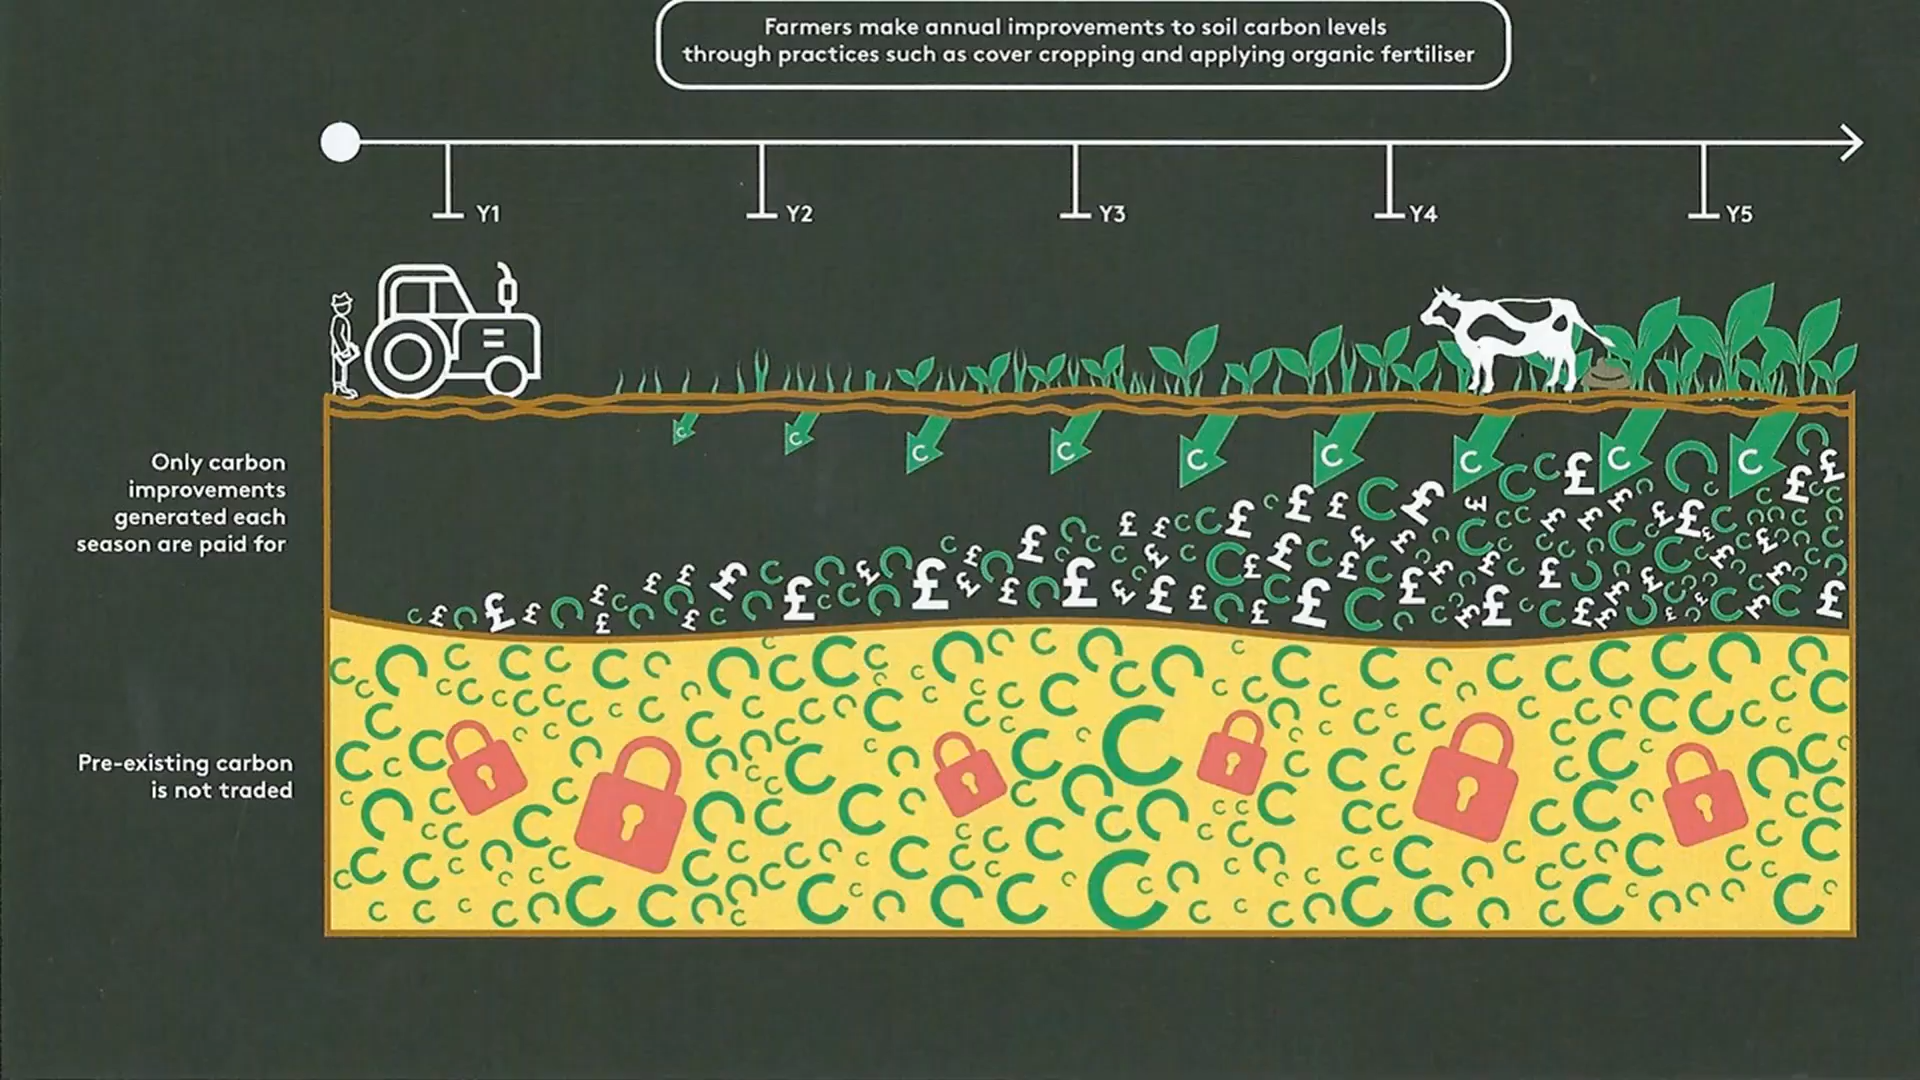 Farmers make annual improvements to soil carbon levels
through practices such as cover cropping and applying organic fertiliser
Y1
Y2
Y3
Y4
Y5
Only carbon
improvements
generated each
season are paid for
Pre-existing carbon
is not traded